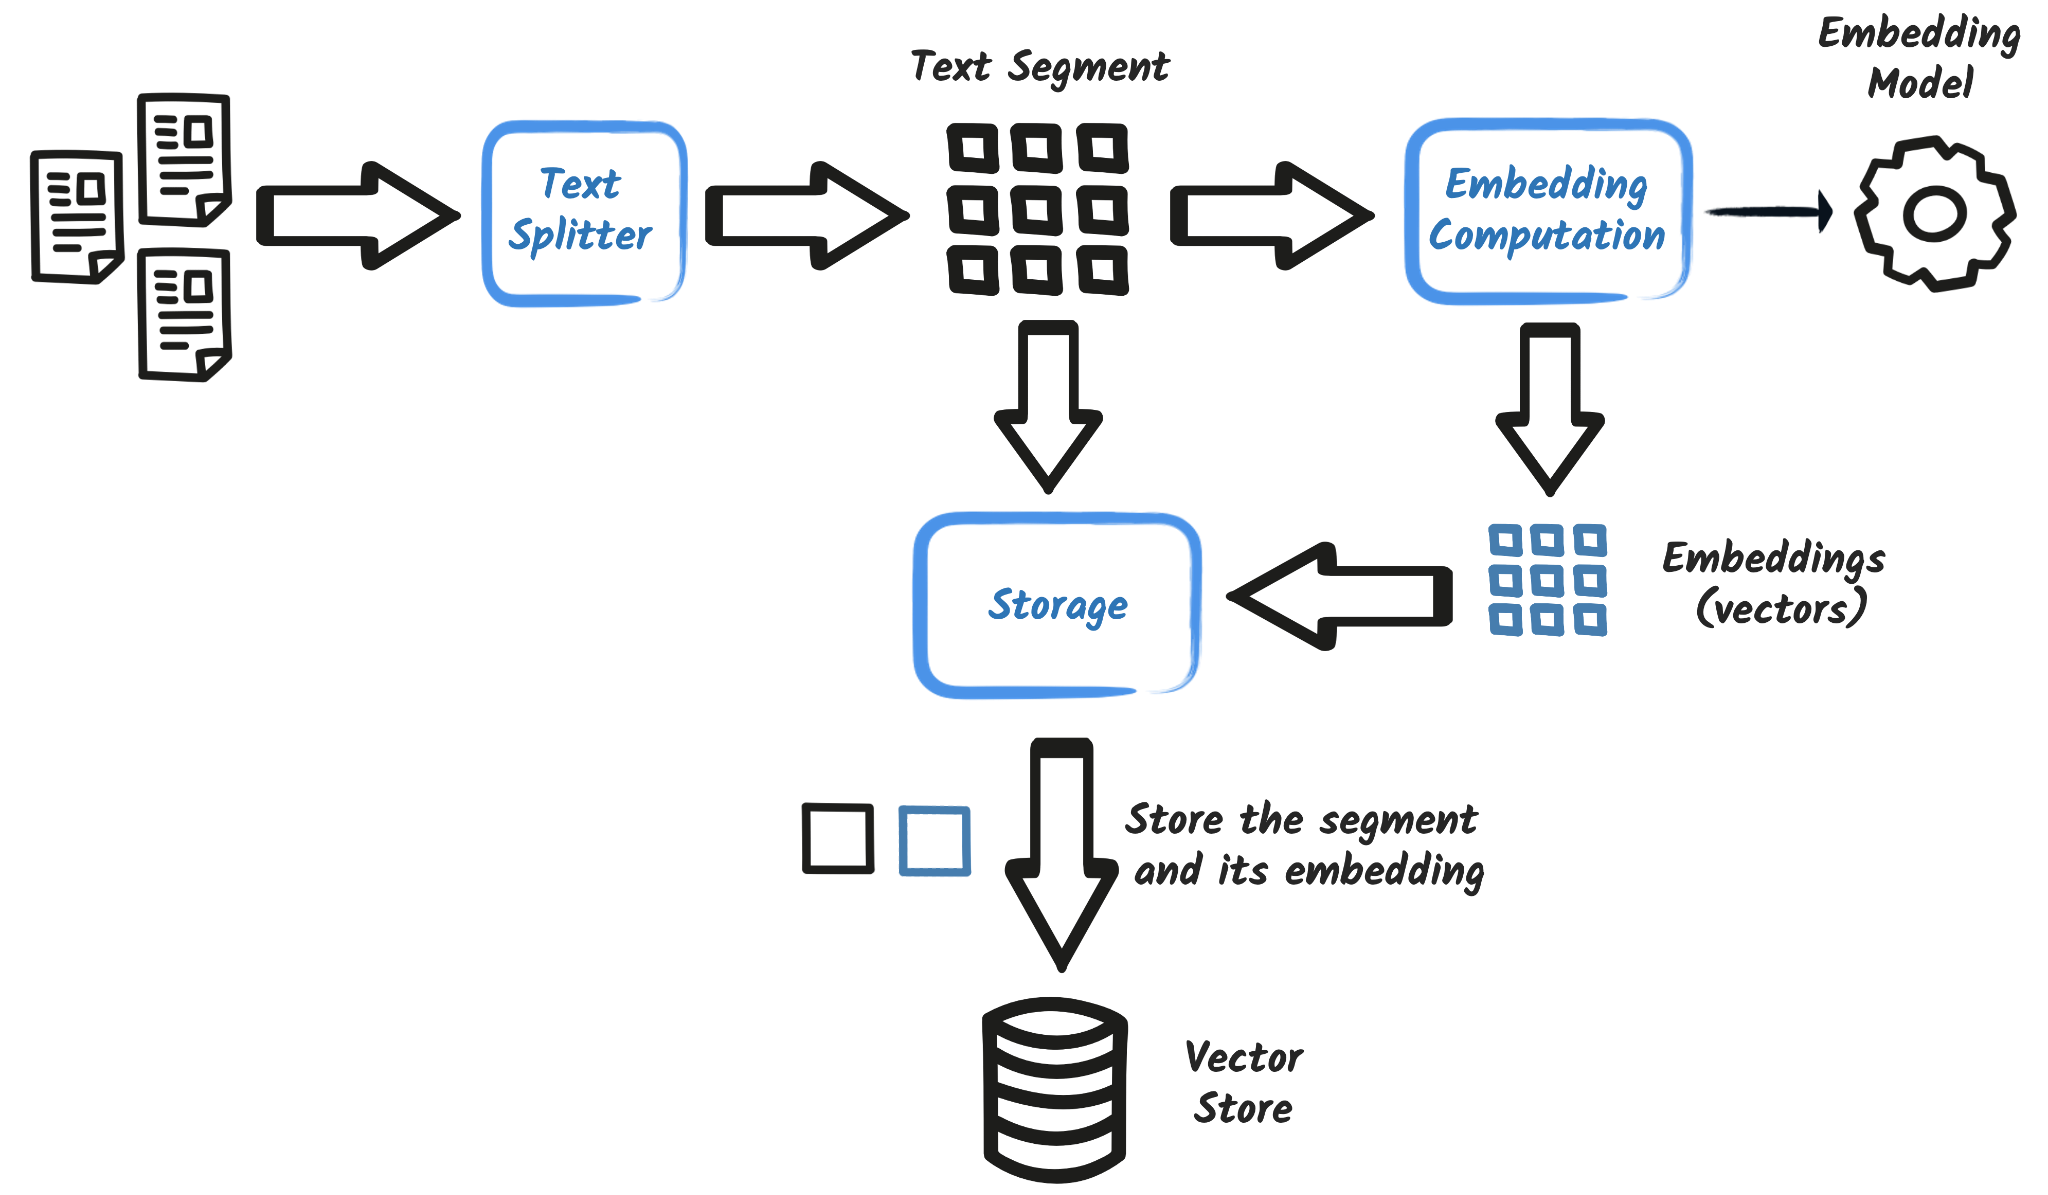 Embedding
Model
Text Segment
Text
Splitter
Embedding
Computation
Embeddings
(vectors)
Storage
Store the segment
and its embedding
Vector
Store